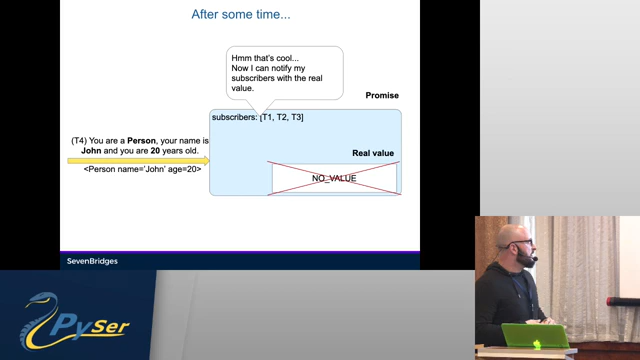 After some time...
Hmm that's cool...
Now I can notify my
subscribers with the real
value.
Promise
subscribers: [T1, T2, T3]
(T4) You are a Person, your name is
John and you are 20 years old.
Real value
<Person name='John' age=20>
NO_VALUE
SevenBridges
PySer